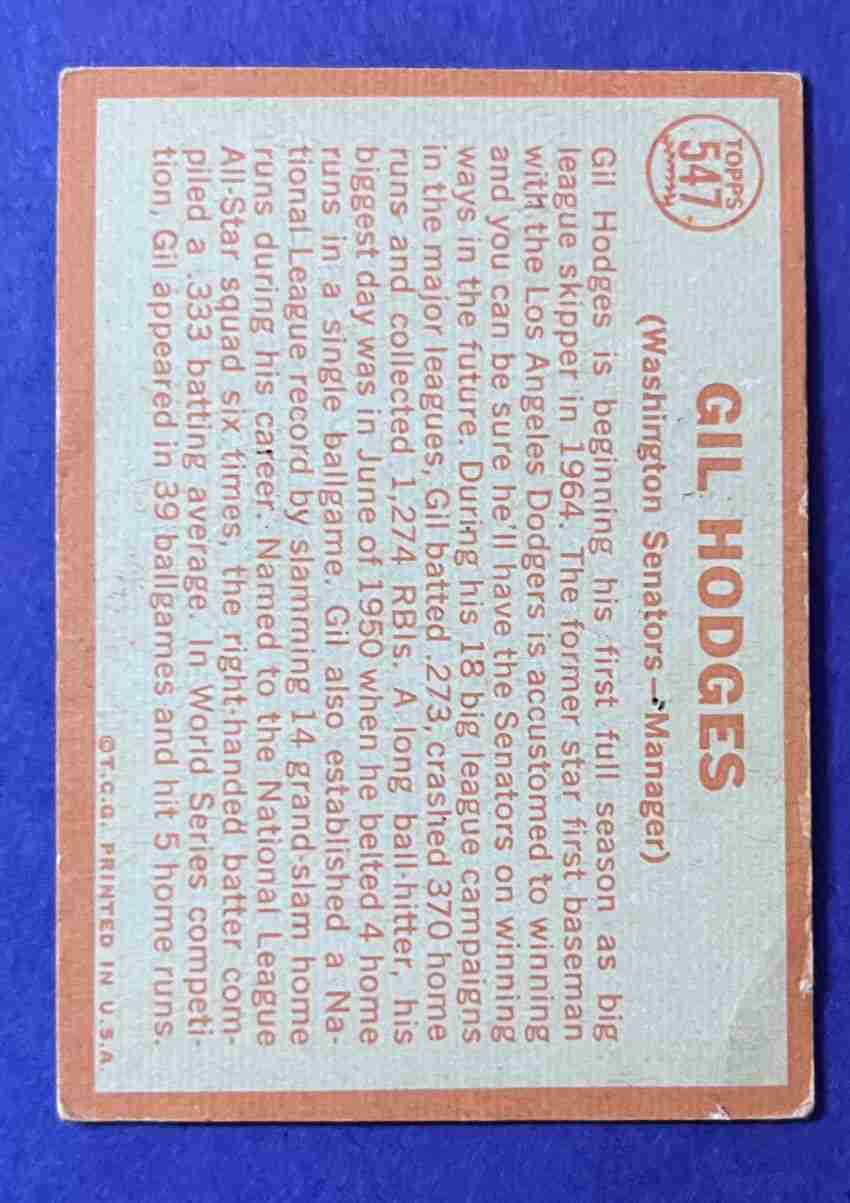 TOPPS
547
GIL HODGES
(Washington Senators—Manager)
Gil Hodges is beginning his first full season as big
league skipper in 1964. The former star first baseman
with the Los Angeles Dodgers is accustomed to winning
and you can be sure he'll have the Senators on winning
ways in the future. During his 18 big league campaigns
in the major leagues, Gil batted .273, crashed 370 home
runs and collected 1,274 RBIs. A long ball-hitter, his
biggest day was in June of 1950 when he belted 4 home
runs in a single ballgame. Gil also established a Na-
tional League record by slamming 14 grand-slam home
runs during his career. Named to the National League
All-Star squad six times, the right-handed batter com-
piled a .333 batting average. In World Series competi-
tion, Gil appeared in 39 ballgames and hit 5 home runs.
©T.C.G. PRINTED IN U.S.A.